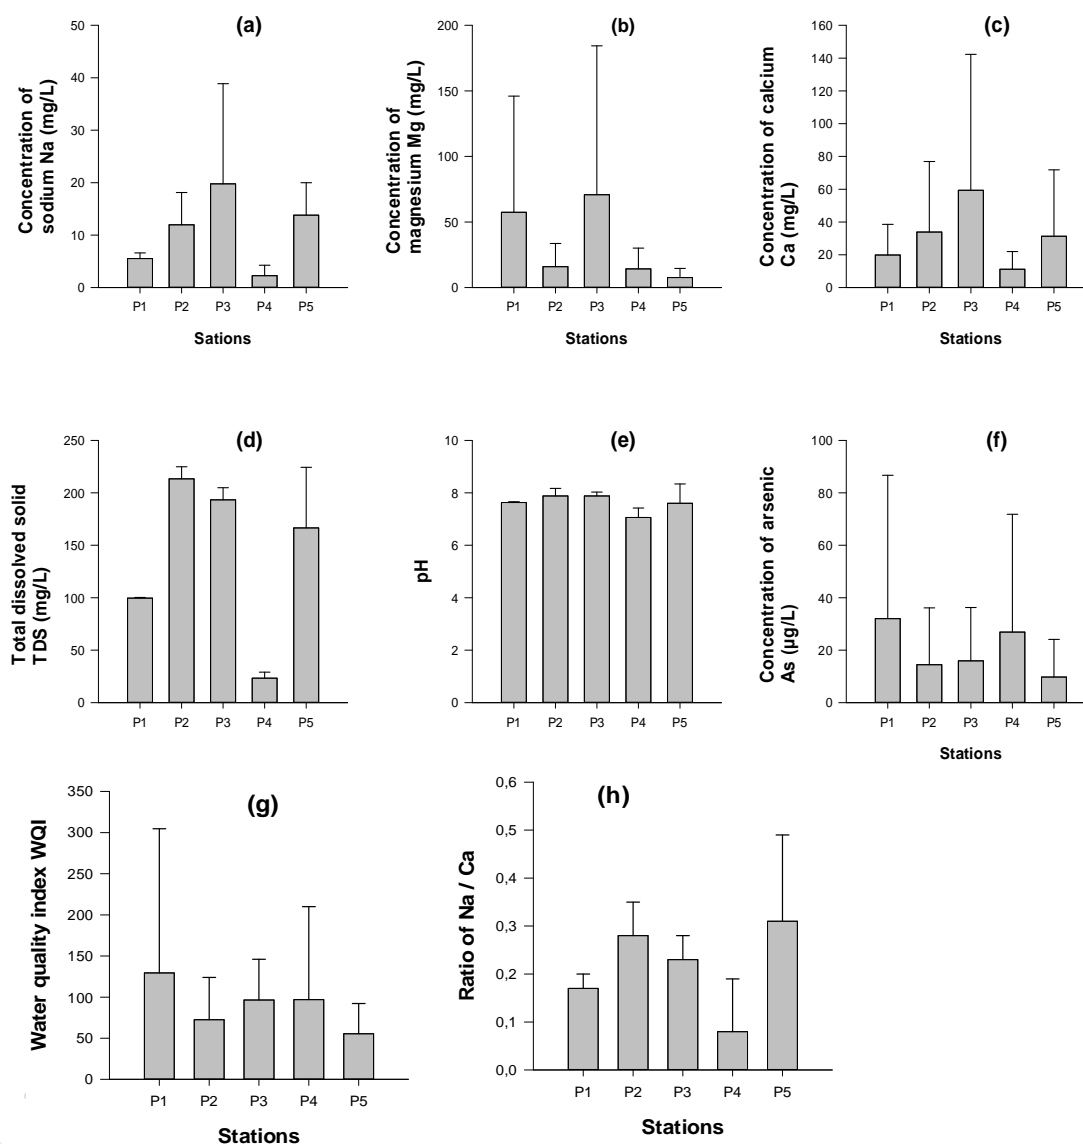 (a)
Concentration of
sodium Na (mg/L)
50
40
30
20
10
0
P1 P2 P3 P4 P5
Sations
(b)
Concentration of
magnesium Mg (mg/L)
200
150
100
50
0
P1 P2 P3 P4 P5
Stations
(c)
Concentration of calcium
Ca (mg/L)
160
140
120
100
80
60
40
20
0
P1 P2 P3 P4 P5
Stations
(d)
Total dissolved solid
TDS (mg/L)
250
200
150
100
50
0
P1 P2 P3 P4 P5
(e)
pH
10
8
6
4
2
0
P1 P2 P3 P4 P5
(f)
Concentration of arsenic
As (µg/L)
100
80
60
40
20
0
P1 P2 P3 P4 P5
Stations
(g)
Water quality index WQI
350
300
250
200
150
100
50
0
P1 P2 P3 P4 P5
Stations
(h)
Ratio of Na / Ca
0,6
0,5
0,4
0,3
0,2
0,1
0,0
P1 P2 P3 P4 P5
Stations